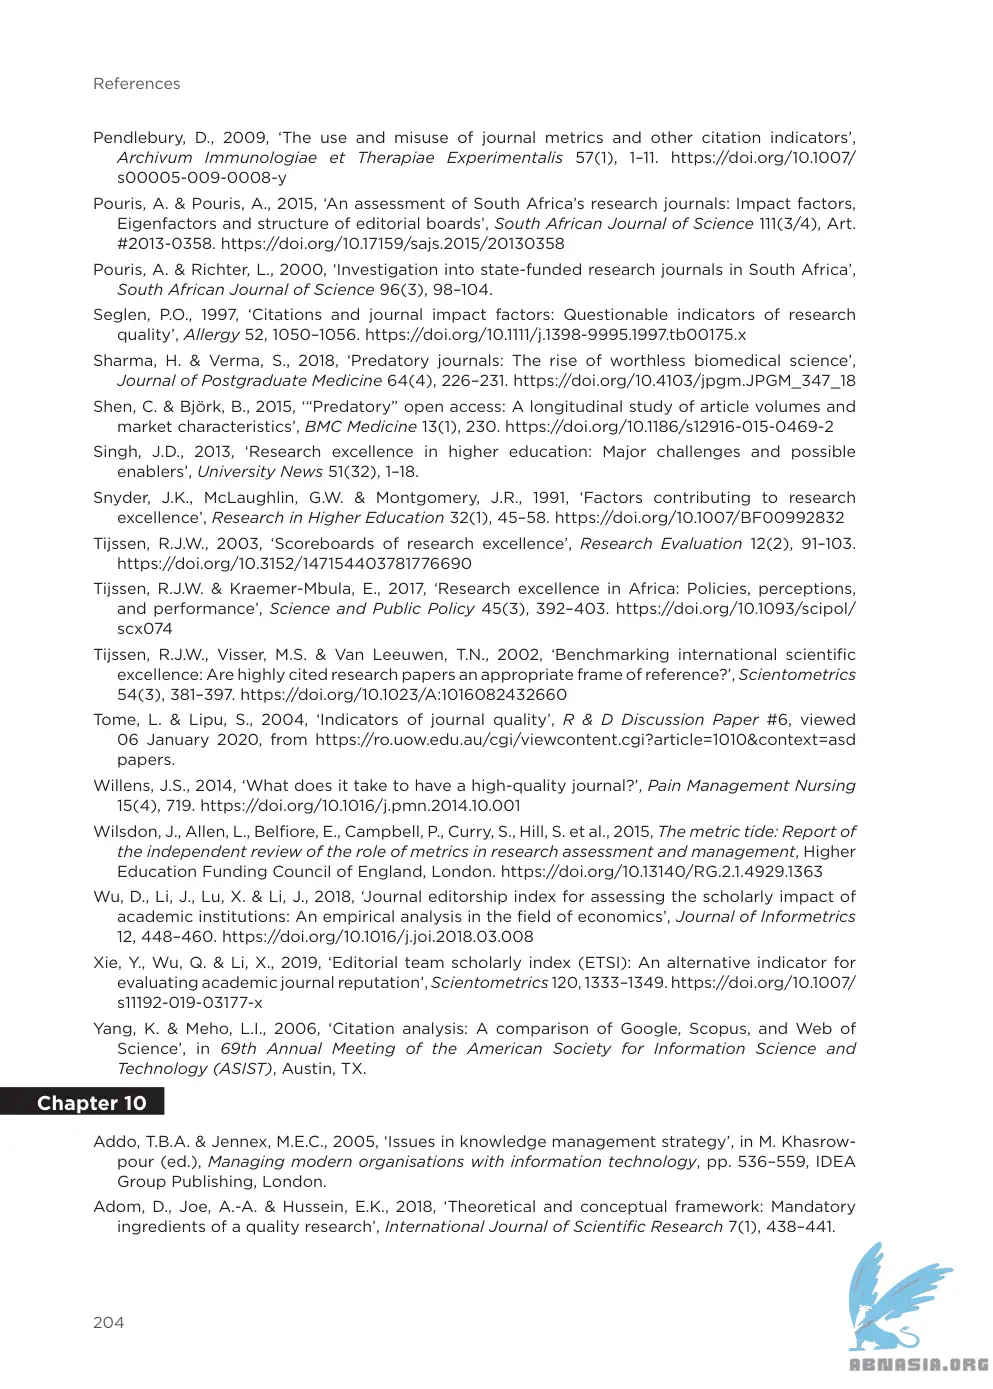 References
Pendlebury, D., 2009, ‘The use and misuse of journal metrics and other citation indicators’,
Archivum Immunologiae et Therapiae Experimentalis 57(1), 1–11. https://doi.org/10.1007/
s00005-009-0008-y
Pouris, A. & Pouris, A., 2015, ‘An assessment of South Africa’s research journals: Impact factors,
Eigenfactors and structure of editorial boards’, South African Journal of Science 111(3/4), Art.
#2013-0358. https://doi.org/10.17159/sajs.2015/20130358
Pouris, A. & Richter, L., 2000, ‘Investigation into state-funded research journals in South Africa’,
South African Journal of Science 96(3), 98–104.
Seglen, P.O., 1997, ‘Citations and journal impact factors: Questionable indicators of research
quality’, Allergy 52, 1050–1056. https://doi.org/10.1111/j.1398-9995.1997.tb00175.x
Sharma, H. & Verma, S., 2018, ‘Predatory journals: The rise of worthless biomedical science’,
Journal of Postgraduate Medicine 64(4), 226–231. https://doi.org/10.4103/jpgm.JPGM_347_18
Shen, C. & Björk, B., 2015, ‘“Predatory” open access: A longitudinal study of article volumes and
market characteristics’, BMC Medicine 13(1), 230. https://doi.org/10.1186/s12916-015-0469-2
Singh, J.D., 2013, ‘Research excellence in higher education: Major challenges and possible
enablers’, University News 51(32), 1–18.
Snyder, J.K., McLaughlin, G.W. & Montgomery, J.R., 1991, ‘Factors contributing to research
excellence’, Research in Higher Education 32(1), 45–58. https://doi.org/10.1007/BF00992832
Tijssen, R.J.W., 2003, ‘Scoreboards of research excellence’, Research Evaluation 12(2), 91–103.
https://doi.org/10.3152/147154403781776690
Tijssen, R.J.W. & Kraemer-Mbula, E., 2017, ‘Research excellence in Africa: Policies, perceptions,
and performance’, Science and Public Policy 45(3), 392–403. https://doi.org/10.1093/scipol/
scx074
Tijssen, R.J.W., Visser, M.S. & Van Leeuwen, T.N., 2002, ‘Benchmarking international scientific
excellence: Are highly cited research papers an appropriate frame of reference?’, Scientometrics
54(3), 381–397. https://doi.org/10.1023/A:1016082432660
Tome, L. & Lipu, S., 2004, ‘Indicators of journal quality’, R & D Discussion Paper #6, viewed
06 January 2020, from https://ro.uow.edu.au/cgi/viewcontent.cgi?article=1010&context=asd
papers.
Willens, J.S., 2014, ‘What does it take to have a high-quality journal?’, Pain Management Nursing
15(4), 719. https://doi.org/10.1016/j.pmn.2014.10.001
Wilsdon, J., Allen, L., Belfiore, E., Campbell, P., Curry, S., Hill, S. et al., 2015, The metric tide: Report of
the independent review of the role of metrics in research assessment and management, Higher
Education Funding Council of England, London. https://doi.org/10.13140/RG.2.1.4929.1363
Wu, D., Li, J., Lu, X. & Li, J., 2018, ‘Journal editorship index for assessing the scholarly impact of
academic institutions: An empirical analysis in the field of economics’, Journal of Informetrics
12, 448–460. https://doi.org/10.1016/j.joi.2018.03.008
Xie, Y., Wu, Q. & Li, X., 2019, ‘Editorial team scholarly index (ETSI): An alternative indicator for
evaluating academic journal reputation’, Scientometrics 120, 1333–1349. https://doi.org/10.1007/
s11192-019-03177-x
Yang, K. & Meho, L.I., 2006, ‘Citation analysis: A comparison of Google, Scopus, and Web of
Science’, in 69th Annual Meeting of the American Society for Information Science and
Technology (ASIST), Austin, TX.
Chapter 10
Addo, T.B.A. & Jennex, M.E.C., 2005, ‘Issues in knowledge management strategy’, in M. Khasrow-
pour (ed.), Managing modern organisations with information technology, pp. 536–559, IDEA
Group Publishing, London.
Adom, D., Joe, A.-A. & Hussein, E.K., 2018, ‘Theoretical and conceptual framework: Mandatory
ingredients of a quality research’, International Journal of Scientific Research 7(1), 438–441.
204
ABNASIA.ORG